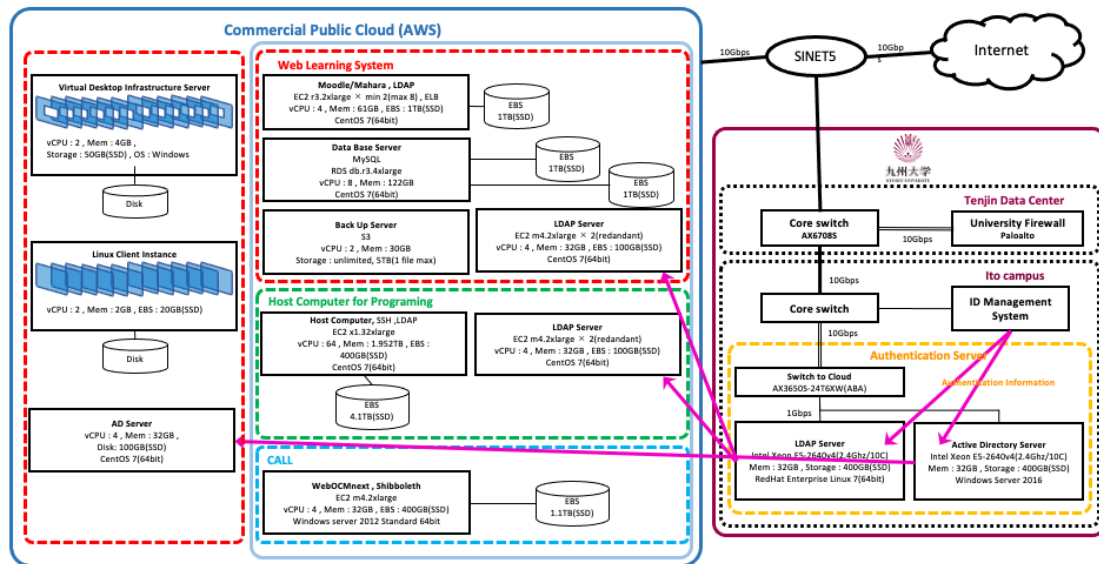 Commercial Public Cloud (AWS)
Virtual Desktop Infrastructure Server
vCPU : 2 , Mem : 4GB ,
Storage : 50GB(SSD) , OS : Windows
Disk
Linux Client Instance
vCPU : 2 , Mem : 2GB , EBS : 20GB(SSD)
Disk
AD Server
vCPU : 4 , Mem : 32GB ,
Disk: 100GB(SSD)
CentOS 7(64bit)
Web Learning System
Moodle/Mahara , LDAP
EC2 r3.2xlarge × min 2(max 8) , ELB
vCPU : 4 , Mem : 61GB , EBS : 1TB(SSD)
CentOS 7(64bit)
EBS
1TB(SSD)
Data Base Server
MySQL
RDS db.r3.4xlarge
vCPU : 8 , Mem : 122GB
CentOS 7(64bit)
EBS
1TB(SSD)
EBS
1TB(SSD)
Back Up Server
S3
vCPU : 2 , Mem : 30GB
Storage : unlimited, 5TB(1 file max)
LDAP Server
EC2 m4.2xlarge × 2(redandant)
vCPU : 4 , Mem : 32GB , EBS : 100GB(SSD)
CentOS 7(64bit)
Host Computer for Programing
Host Computer, SSH ,LDAP
EC2 x1.32xlarge
vCPU : 64 , Mem : 1.952TB , EBS :
400GB(SSD)
CentOS 7(64bit)
EBS
4.1TB(SSD)
LDAP Server
EC2 m4.2xlarge × 2(redandant)
vCPU : 4 , Mem : 32GB , EBS : 100GB(SSD)
CentOS 7(64bit)
CALL
WebOCMnext , Shibboleth
EC2 m4.2xlarge
vCPU : 4 , Mem : 32GB , EBS : 400GB(SSD)
Windows server 2012 Standard 64bit
EBS
1.1TB(SSD)
10Gbps
SINET5
10Gbp
s
Internet
九州大学
KYUSHU UNIVERSITY
Tenjin Data Center
Core switch
AX6708S
10Gbps
University Firewall
Paloalto
Ito campus
10Gbps
Core switch
ID Management
System
10Gbps
Authentication Server
Switch to Cloud
AX3650S-24T6XW(ABA)
Authentication Information
1Gbps
LDAP Server
Intel Xeon E5-2640v4(2.4Ghz/10C)
Mem : 32GB , Storage : 400GB(SSD)
RedHat Enterprise Linux 7(64bit)
Active Directory Server
Intel Xeon E5-2640v4(2.4Ghz/10C)
Mem : 32GB , Storage : 400GB(SSD)
Windows Server 2016